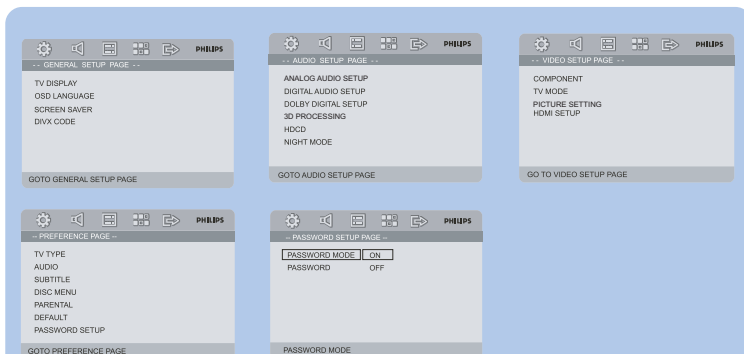 PHILIPS
-- GENERAL SETUP PAGE --
TV DISPLAY
OSD LANGUAGE
SCREEN SAVER
DIVX CODE
GOTO GENERAL SETUP PAGE
PHILIPS
-- AUDIO SETUP PAGE --
ANALOG AUDIO SETUP
DIGITAL AUDIO SETUP
DOLBY DIGITAL SETUP
3D PROCESSING
HDCD
NIGHT MODE
GOTO AUDIO SETUP PAGE
PHILIPS
-- VIDEO SETUP PAGE --
COMPONENT
TV MODE
PICTURE SETTING
HDMI SETUP
GO TO VIDEO SETUP PAGE
PHILIPS
-- PREFERENCE PAGE --
TV TYPE
AUDIO
SUBTITLE
DISC MENU
PARENTAL
DEFAULT
PASSWORD SETUP
GOTO PREFERENCE PAGE
PHILIPS
-- PASSWORD SETUP PAGE --
PASSWORD MODE ON
PASSWORD OFF
PASSWORD MODE